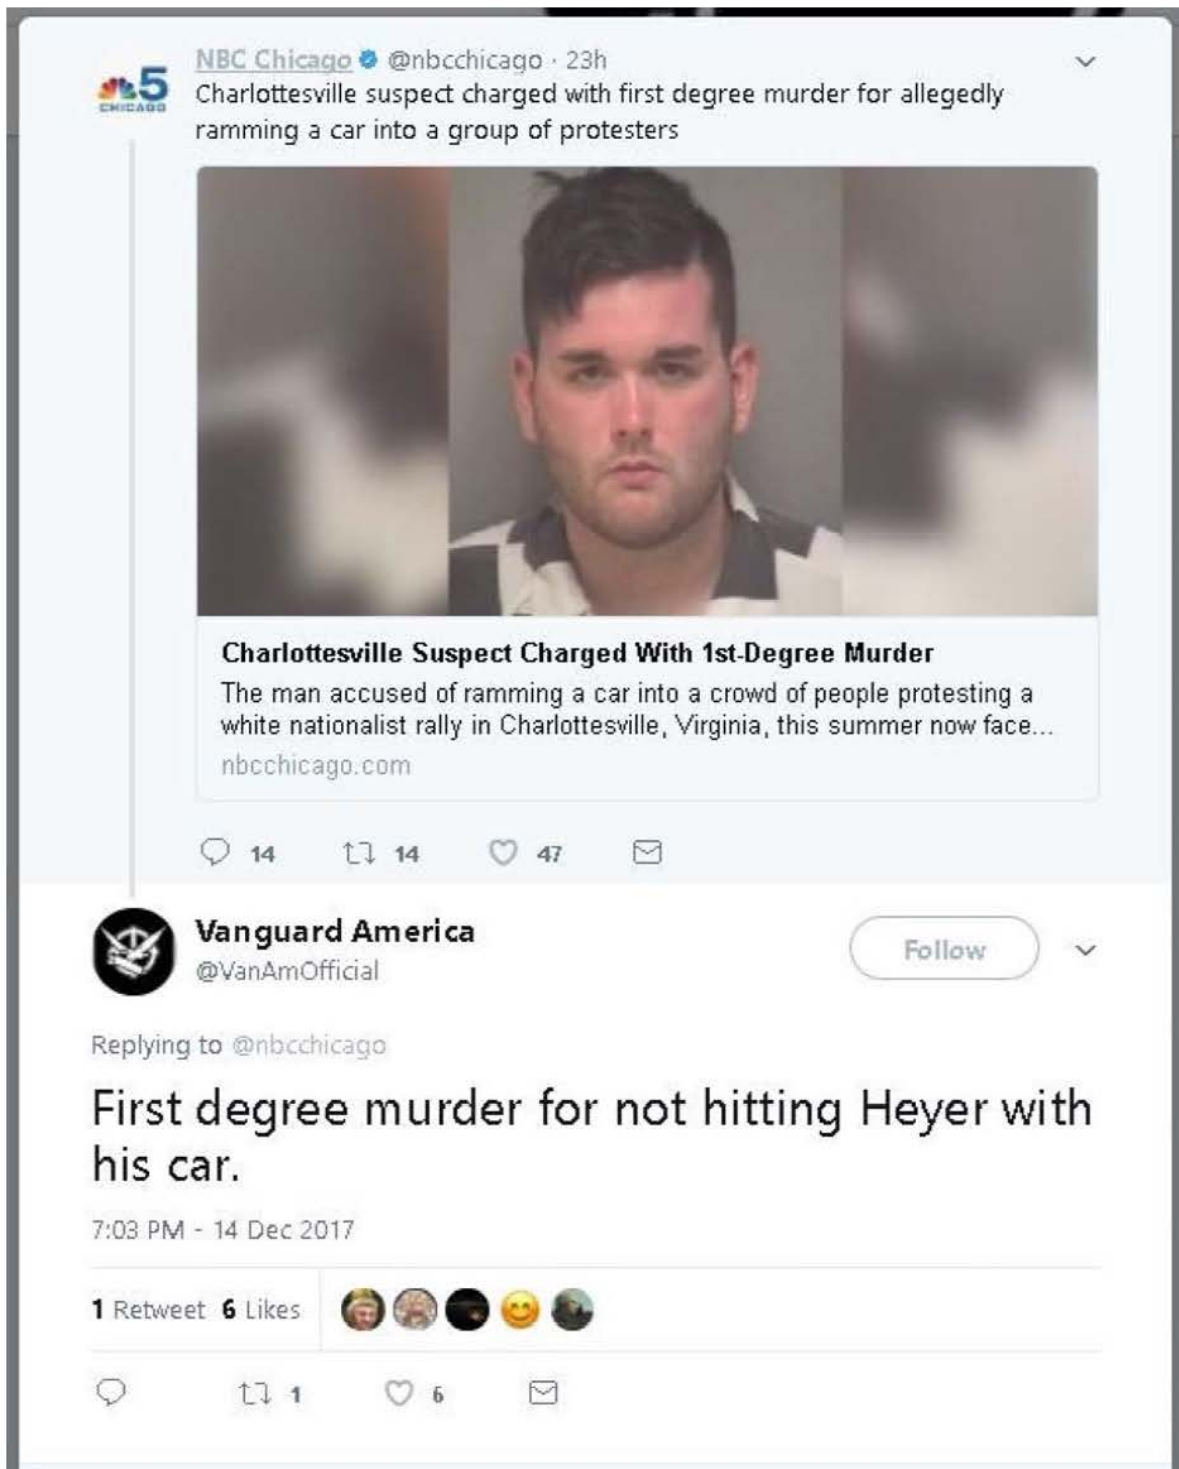 NBC Chicago @nbcchicago · 23h
Charlottesville suspect charged with first degree murder for allegedly
ramming a car into a group of protesters
5
CHICAGO
Charlottesville Suspect Charged With 1st-Degree Murder
The man accused of ramming a car into a crowd of people protesting a
white nationalist rally in Charlottesville, Virginia, this summer now face...
nbcchicago.com
14 14 47
Vanguard America
@VanAmOfficial
Follow
Replying to @nbcchicago
First degree murder for not hitting Heyer with
his car.
7:03 PM - 14 Dec 2017
1 Retweet 6 Likes
1 6